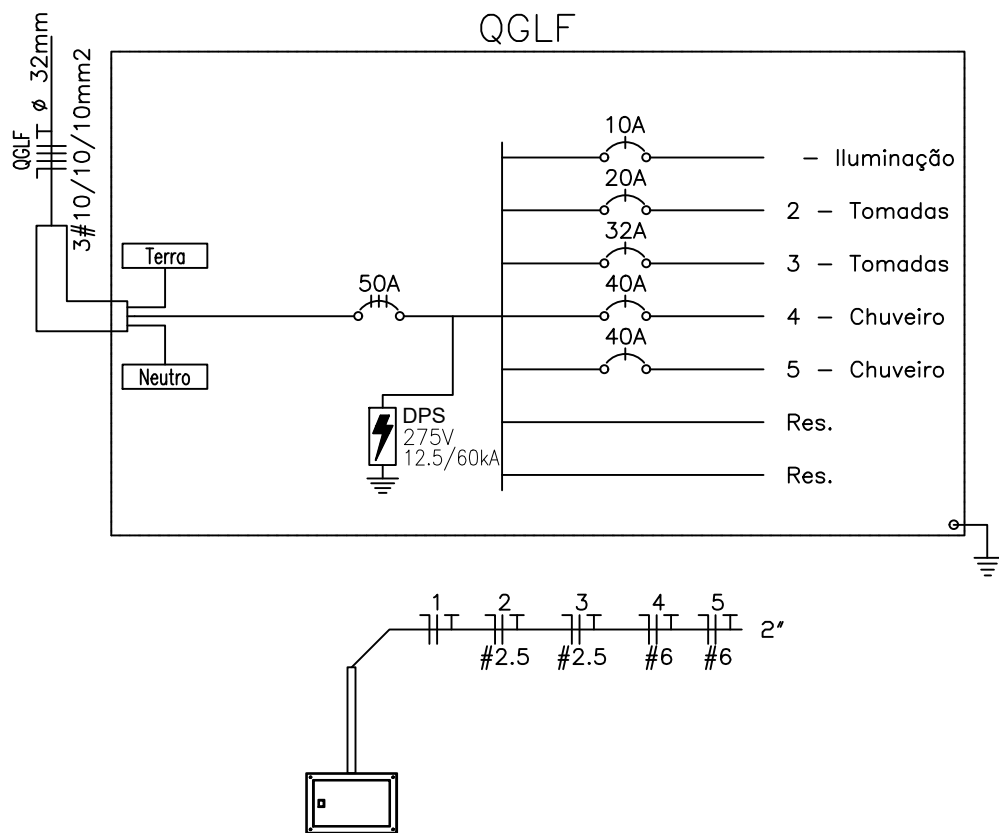 QGLF
QGLF ø 32mm
3#10/10/10mm2
Terra
Neutro
50A
DPS
275V
12.5/60kA
10A
- Iluminação
20A
2 - Tomadas
32A
3 - Tomadas
40A
4 - Chuveiro
40A
5 - Chuveiro
Res.
Res.
1 2 3 4 5
2"
#2.5 #2.5 #6 #6